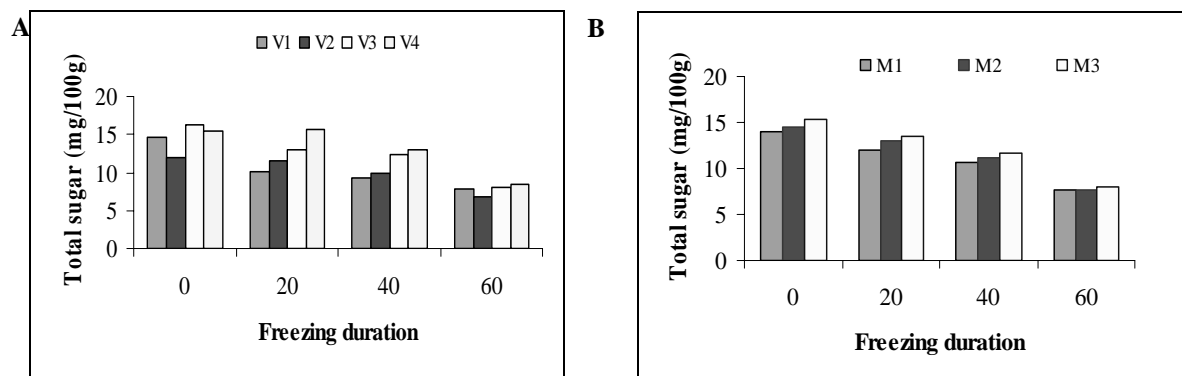 A
V1 V2 V3 V4
Total sugar (mg/100g)
20
15
10
5
0
0 20 40 60
Freezing duration
B
M1 M2 M3
Total sugar (mg/100g)
20
15
10
5
0
0 20 40 60
Freezing duration